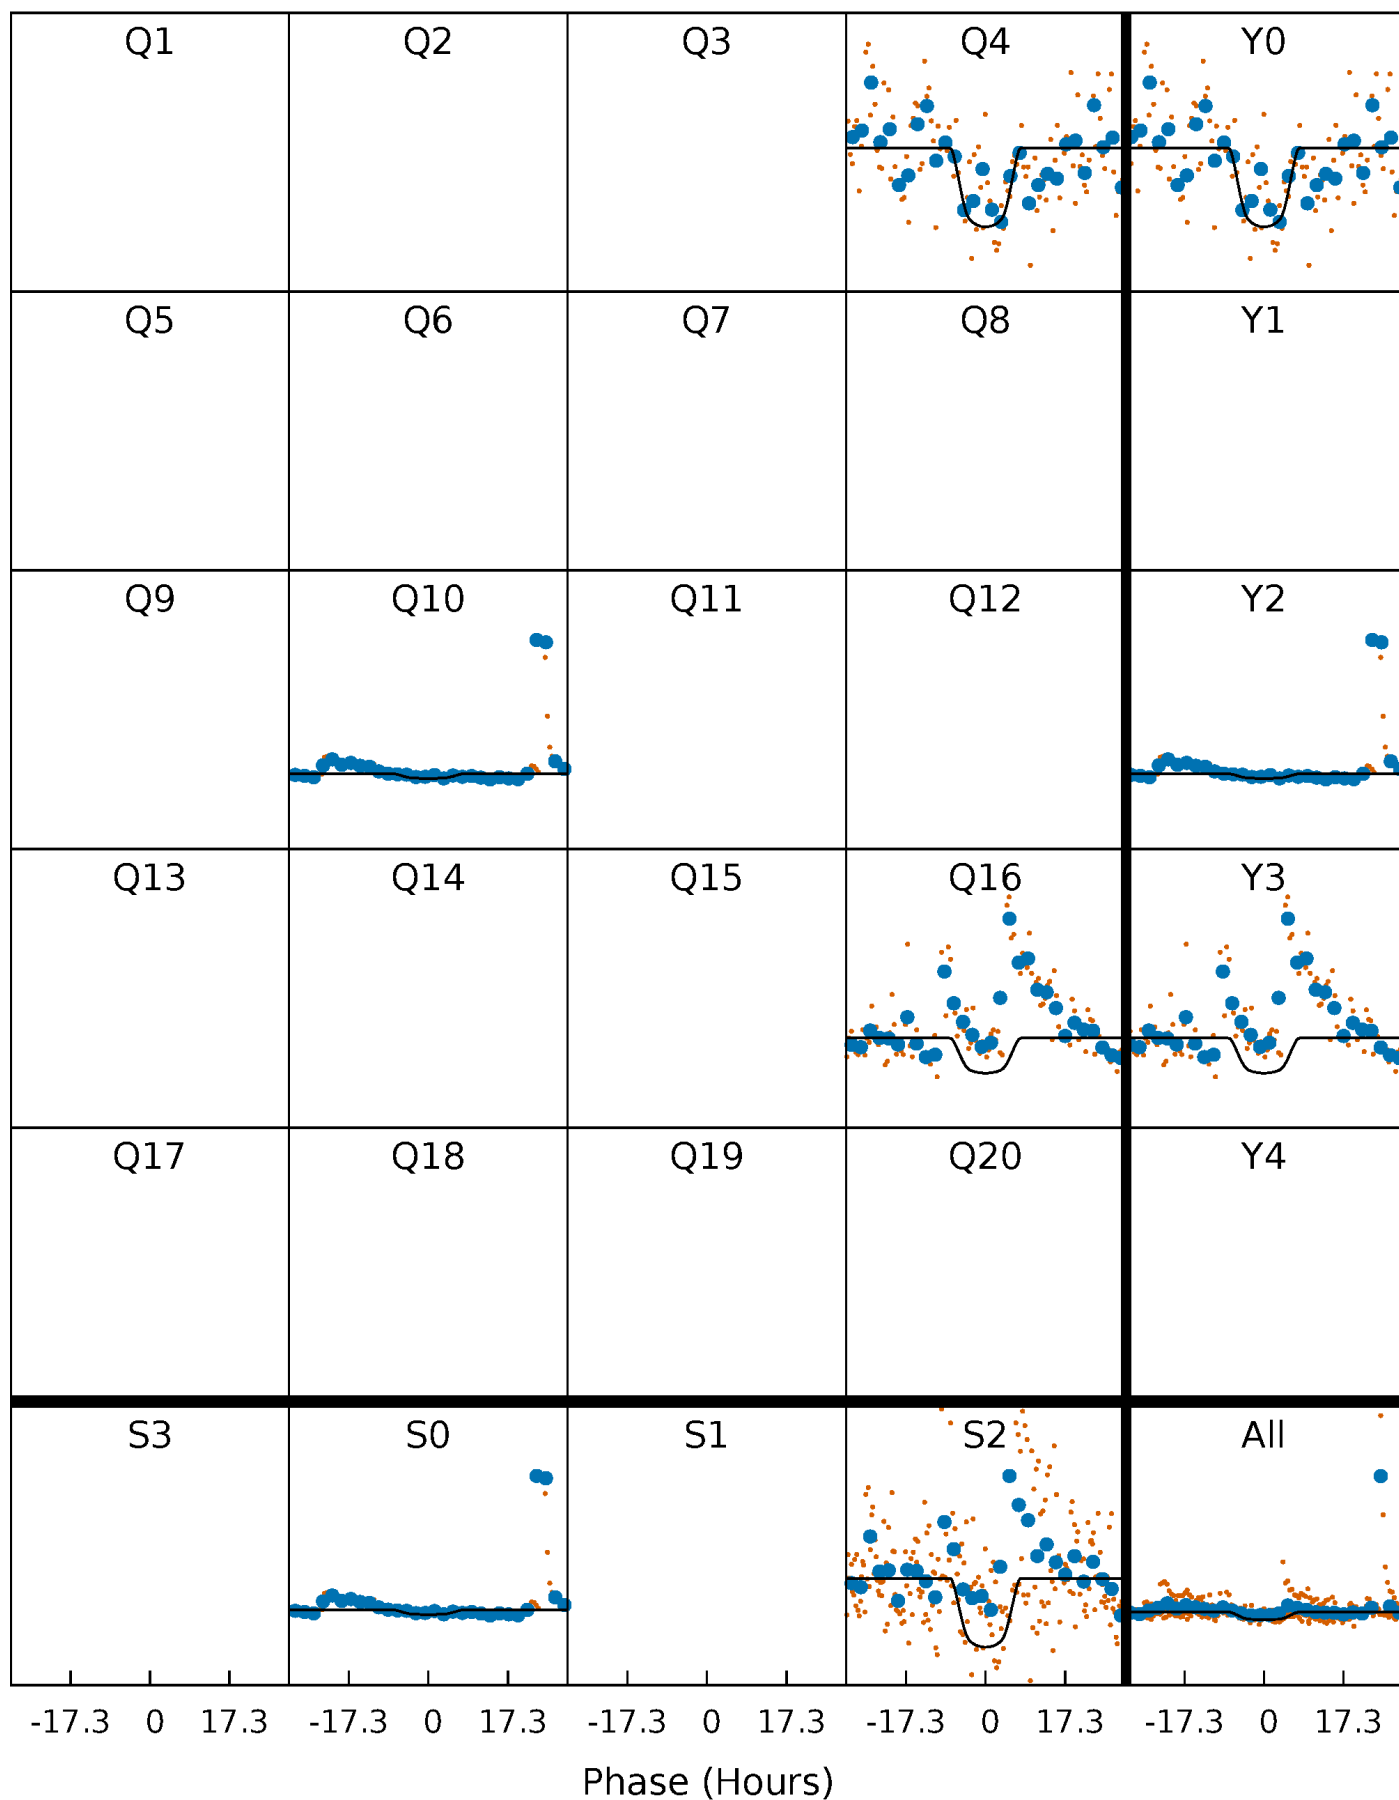 Q1 Q2 Q3 Q4 Y0
Q5 Q6 Q7 Q8 Y1
Q9 Q10 Q11 Q12 Y2
Q13 Q14 Q15 Q16 Y3
Q17 Q18 Q19 Q20 Y4
S3 S0 S1 S2 All
-17.3 0 17.3 -17.3 0 17.3 -17.3 0 17.3 -17.3 0 17.3 -17.3 0 17.3
Phase (Hours)